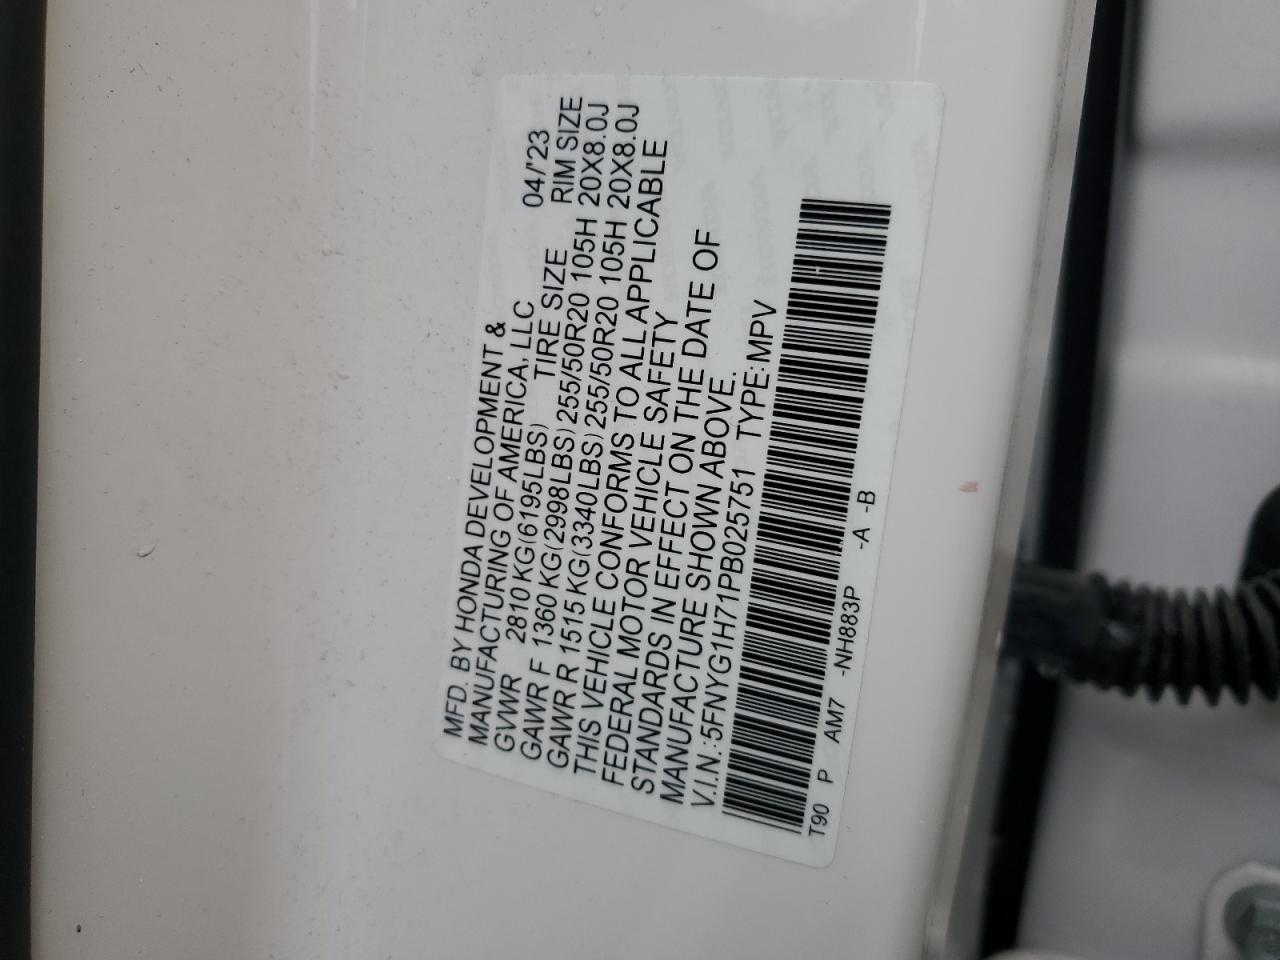 MFD. BY HONDA DEVELOPMENT &
MANUFACTURING OF AMERICA, LLC 04/'23
GVWR 2810 KG(6195LBS) TIRE SIZE RIM SIZE
GAWR F 1360 KG(2998LBS) 255/50R20 105H 20X8.0J
GAWR R 1515 KG(3340LBS) 255/50R20 105H 20X8.0J
THIS VEHICLE CONFORMS TO ALL APPLICABLE
FEDERAL MOTOR VEHICLE SAFETY
STANDARDS IN EFFECT ON THE DATE OF
MANUFACTURE SHOWN ABOVE.
V.I.N.:5FNYG1H71PB025751 TYPE:MPV
T90 P AM7 -NH883P -A -B